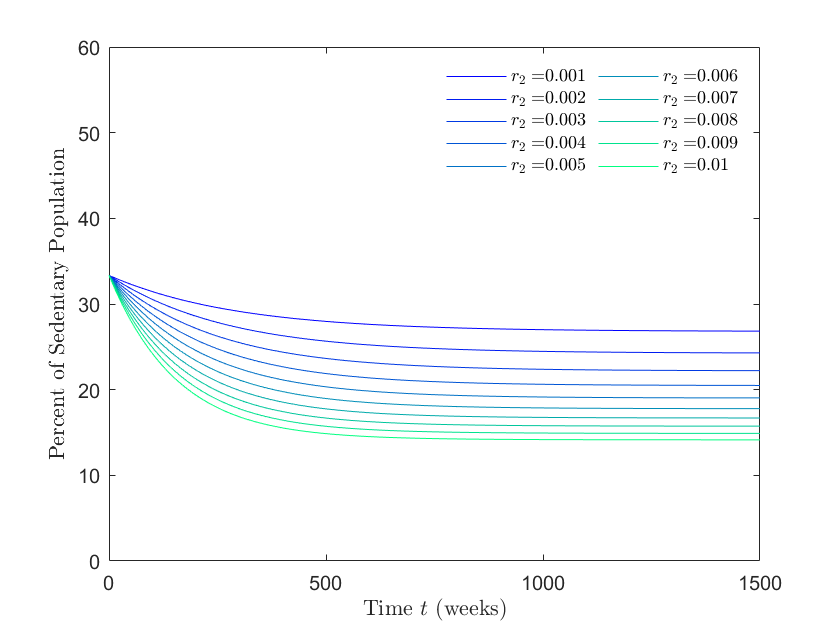 60
50
40
30
20
10
0
Percent of Sedentary Population
r₂ =0.001
r₂ =0.002
r₂ =0.003
r₂ =0.004
r₂ =0.005
r₂ =0.006
r₂ =0.007
r₂ =0.008
r₂ =0.009
r₂ =0.01
0 500 1000 1500
Time t (weeks)